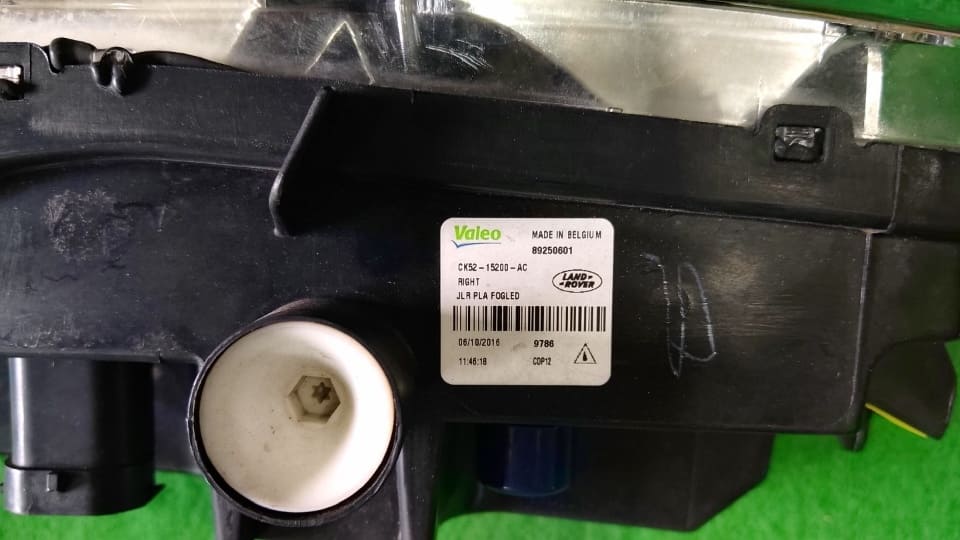 Valeo MADE IN BELGIUM
89250601
CK52-15200-AC
RIGHT LAND-
-ROVER
JLR PLA FOGLED
06/10/2016 9786
11:46:18 COP12